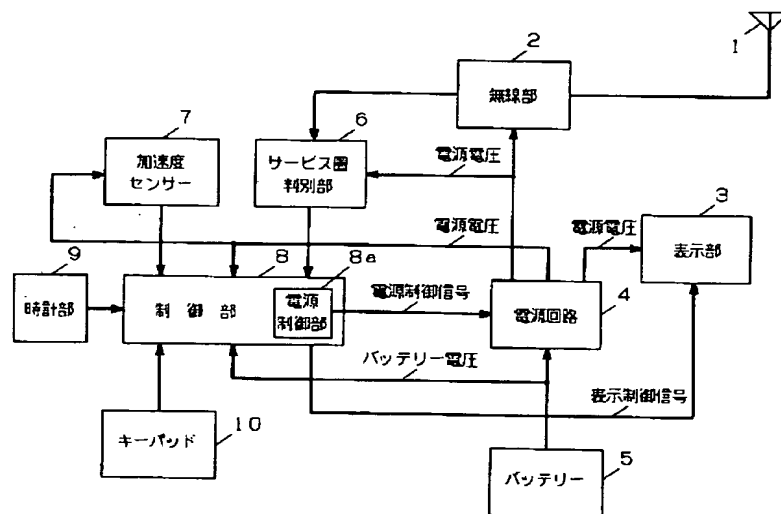 1
2
無線部
7
加速度
センサー
6
サービス圏
判別部
電源電圧
3
表示部
電源電圧
電源電圧
9
時計部
8
制御部
8a
電源
制御部
電源制御信号
4
電源回路
バッテリー電圧
表示制御信号
キーパッド
10
バッテリー
5